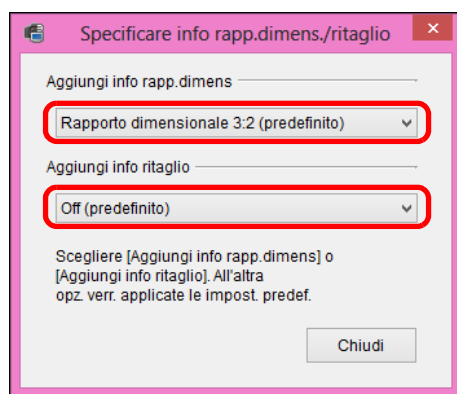 Specificare info rapp.dimens./ritaglio
Aggiungi info rapp.dimens
Rapporto dimensionale 3:2 (predefinito)
Aggiungi info ritaglio
Off (predefinito)
Scegliere [Aggiungi info rapp.dimens] o
[Aggiungi info ritaglio]. All'altra
opz. verr. applicate le impost. predef.
Chiudi